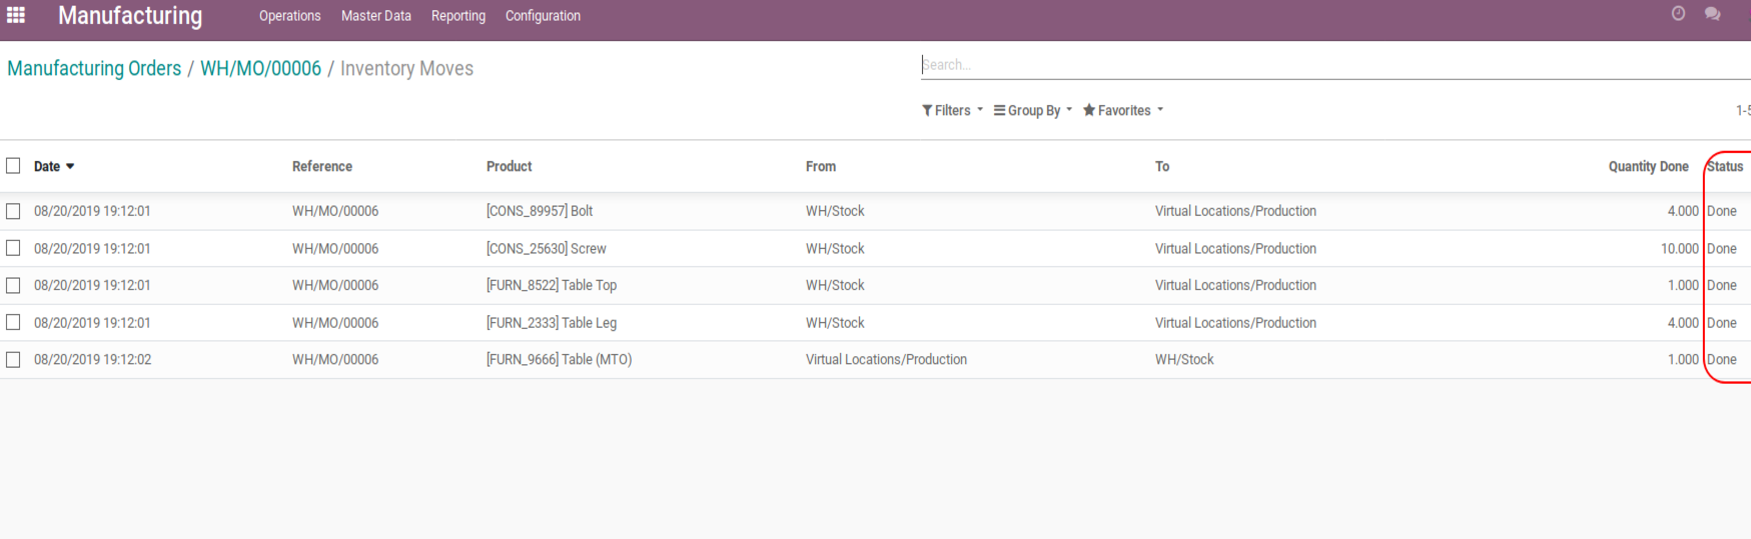 Manufacturing Operations Master Data Reporting Configuration
Manufacturing Orders / WH/MO/00006 / Inventory Moves
Search...
Filters Group By Favorites
Date Reference Product From To Quantity Done Status
08/20/2019 19:12:01 WH/MO/00006 [CONS_89957] Bolt WH/Stock Virtual Locations/Production 4.000 Done
08/20/2019 19:12:01 WH/MO/00006 [CONS_25630] Screw WH/Stock Virtual Locations/Production 10.000 Done
08/20/2019 19:12:01 WH/MO/00006 [FURN_8522] Table Top WH/Stock Virtual Locations/Production 1.000 Done
08/20/2019 19:12:01 WH/MO/00006 [FURN_2333] Table Leg WH/Stock Virtual Locations/Production 4.000 Done
08/20/2019 19:12:02 WH/MO/00006 [FURN_9666] Table (MTO) Virtual Locations/Production WH/Stock 1.000 Done